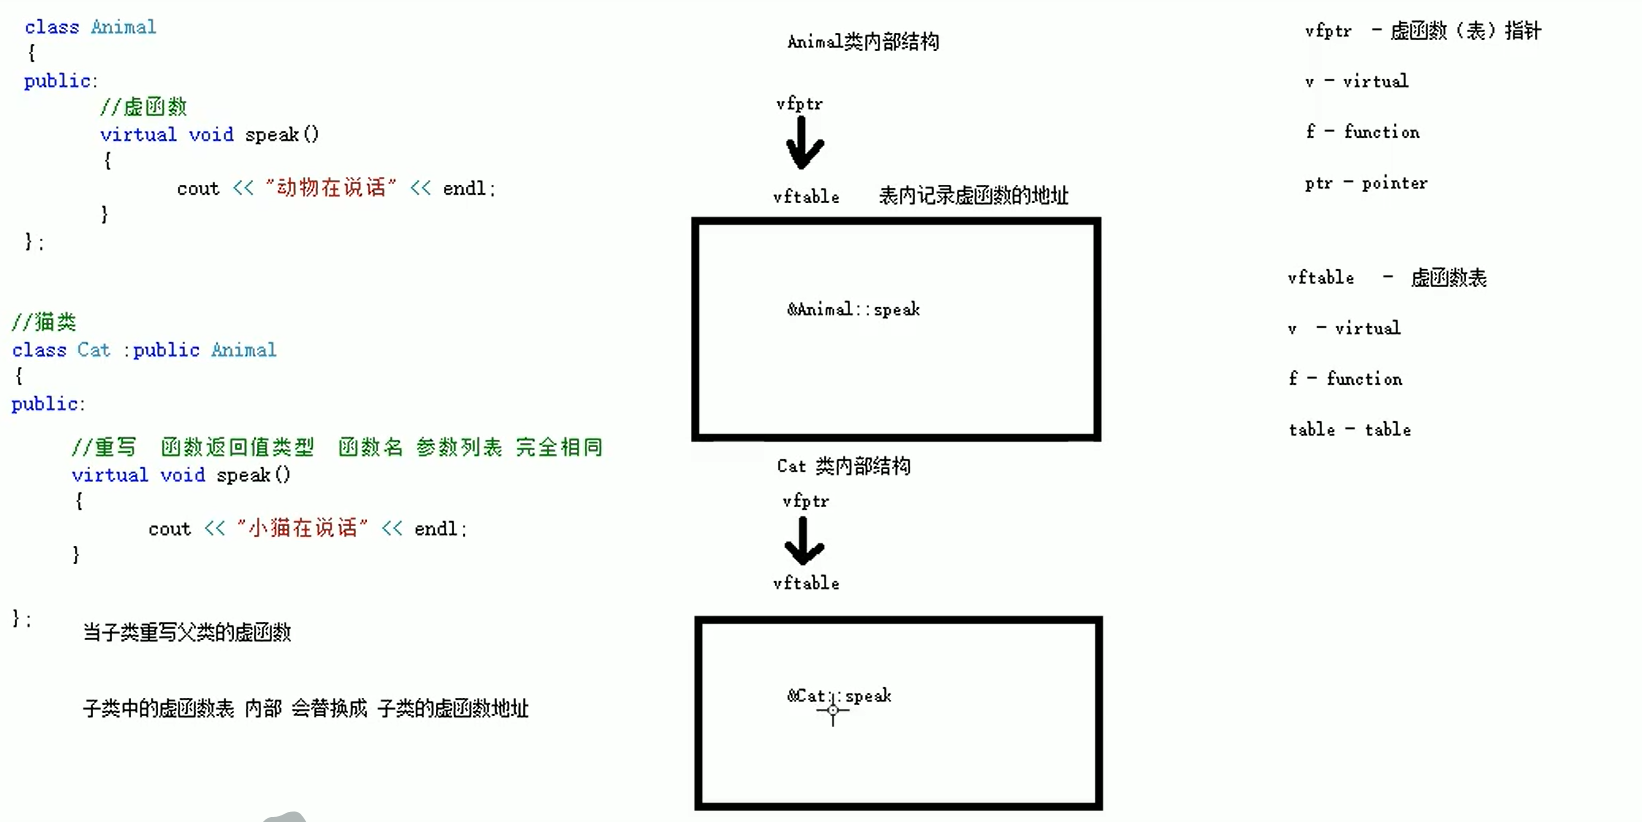 class Animal
{
public:
//虚函数
virtual void speak()
{
cout << "动物在说话" << endl;
}
};
//猫类
class Cat :public Animal
{
public:
//重写 函数返回值类型 函数名 参数列表 完全相同
virtual void speak()
{
cout << "小猫在说话" << endl;
}
};
当子类重写父类的虚函数
子类中的虚函数表 内部 会替换成 子类的虚函数地址
Animal类内部结构
vfptr
vftable 表内记录虚函数的地址
&Animal::speak
Cat 类内部结构
vfptr
vftable
&Cat::speak
vfptr - 虚函数（表）指针
v - virtual
f - function
ptr - pointer
vftable - 虚函数表
v - virtual
f - function
table - table